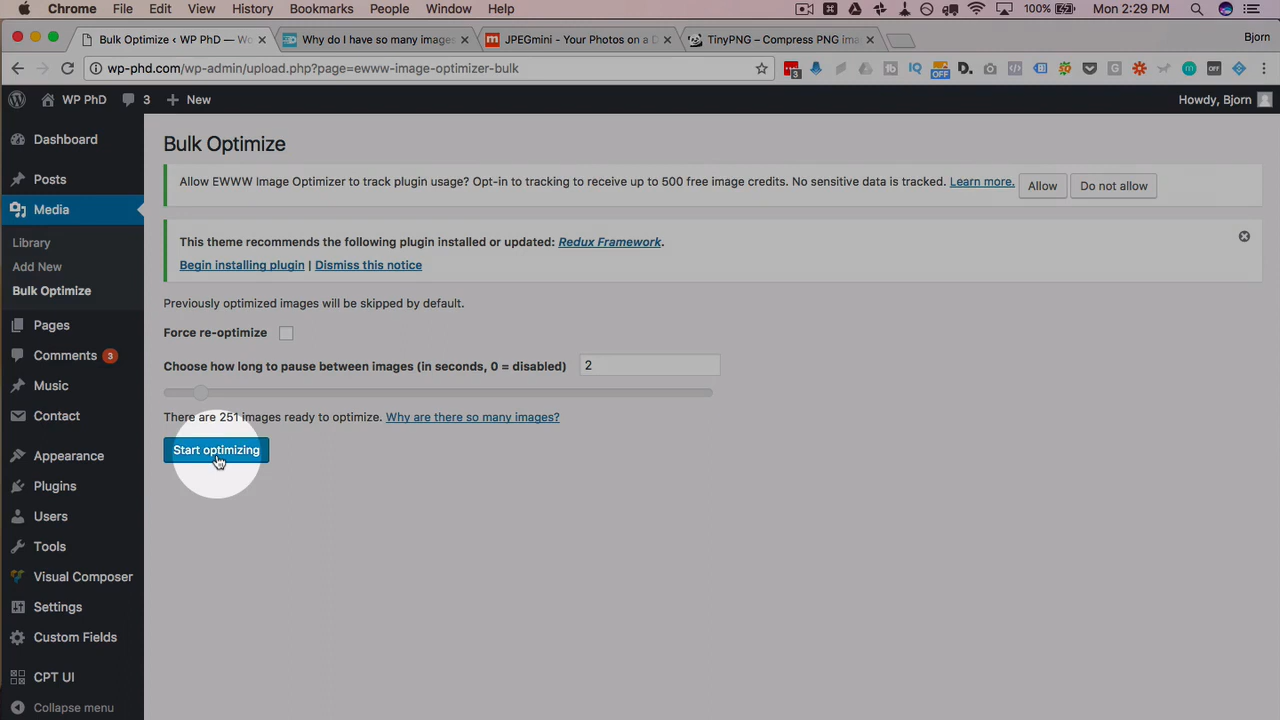 Chrome File Edit View History Bookmarks People Window Help 100% Mon 2:29 PM
Bulk Optimize ‹ WP PhD — Wo Why do I have so many images JPEGmini - Your Photos on a D TinyPNG – Compress PNG ima Bjorn
wp-phd.com/wp-admin/upload.php?page=ewww-image-optimizer-bulk
WP PhD 3 New Howdy, Bjorn
Dashboard
Posts
Media
Library
Add New
Bulk Optimize
Pages
Comments 3
Music
Contact
Appearance
Plugins
Users
Tools
Visual Composer
Settings
Custom Fields
CPT UI
Collapse menu
Bulk Optimize
Allow EWWW Image Optimizer to track plugin usage? Opt-in to tracking to receive up to 500 free image credits. No sensitive data is tracked. Learn more. Allow Do not allow
This theme recommends the following plugin installed or updated: Redux Framework.
Begin installing plugin | Dismiss this notice
Previously optimized images will be skipped by default.
Force re-optimize
Choose how long to pause between images (in seconds, 0 = disabled) 2
There are 251 images ready to optimize. Why are there so many images?
Start optimizing